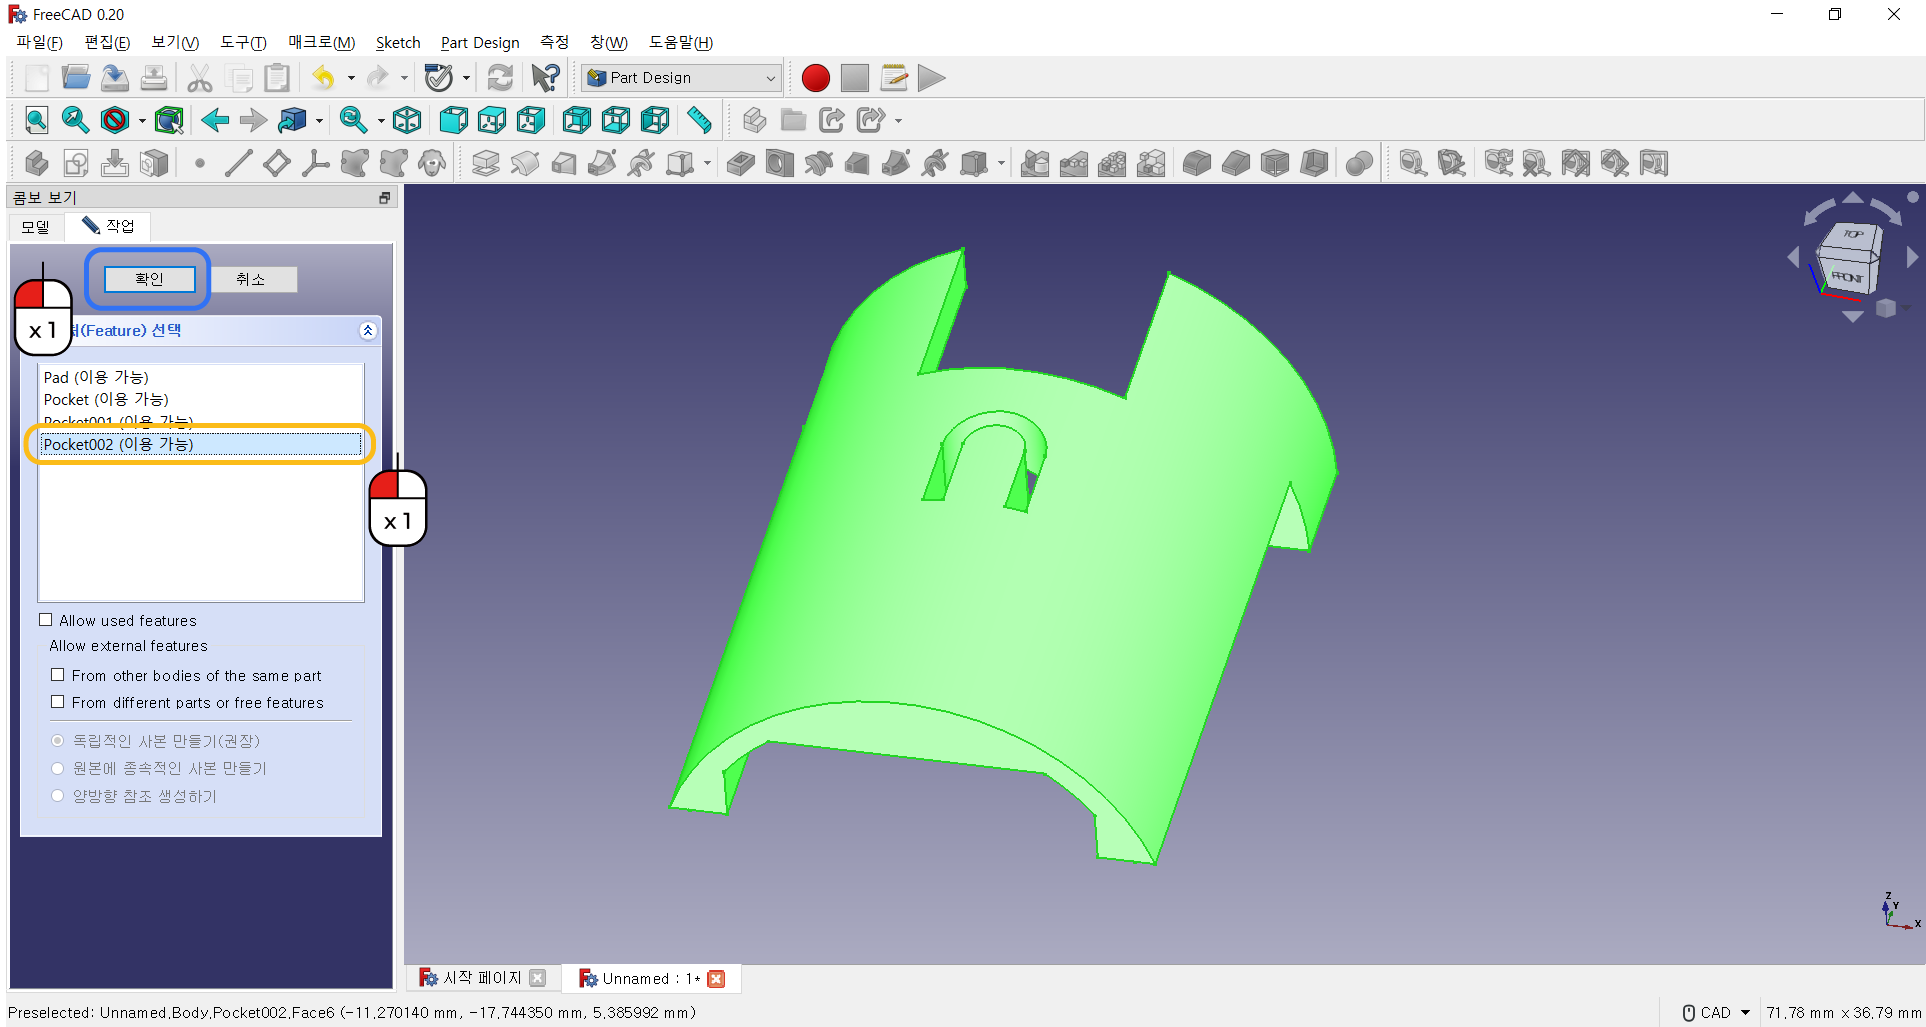 FreeCAD 0.20
파일(F) 편집(E) 보기(V) 도구(T) 매크로(M) Sketch Part Design 측정 창(W) 도움말(H)
Part Design
콤보 보기
모델 작업
확인 취소
x 1
(Feature) 선택
Pad (이용 가능)
Pocket (이용 가능)
Pocket001 (이용 가능)
Pocket002 (이용 가능)
x 1
Allow used features
Allow external features
From other bodies of the same part
From different parts or free features
독립적인 사본 만들기(권장)
원본에 종속적인 사본 만들기
양방향 참조 생성하기
TOP
FRONT
Z
Y
X
시작 페이지 Unnamed : 1*
Preselected: Unnamed.Body.Pocket002.Face6 (-11.270140 mm, -17.744350 mm, 5.385992 mm) CAD 71.78 mm x 36.79 mm